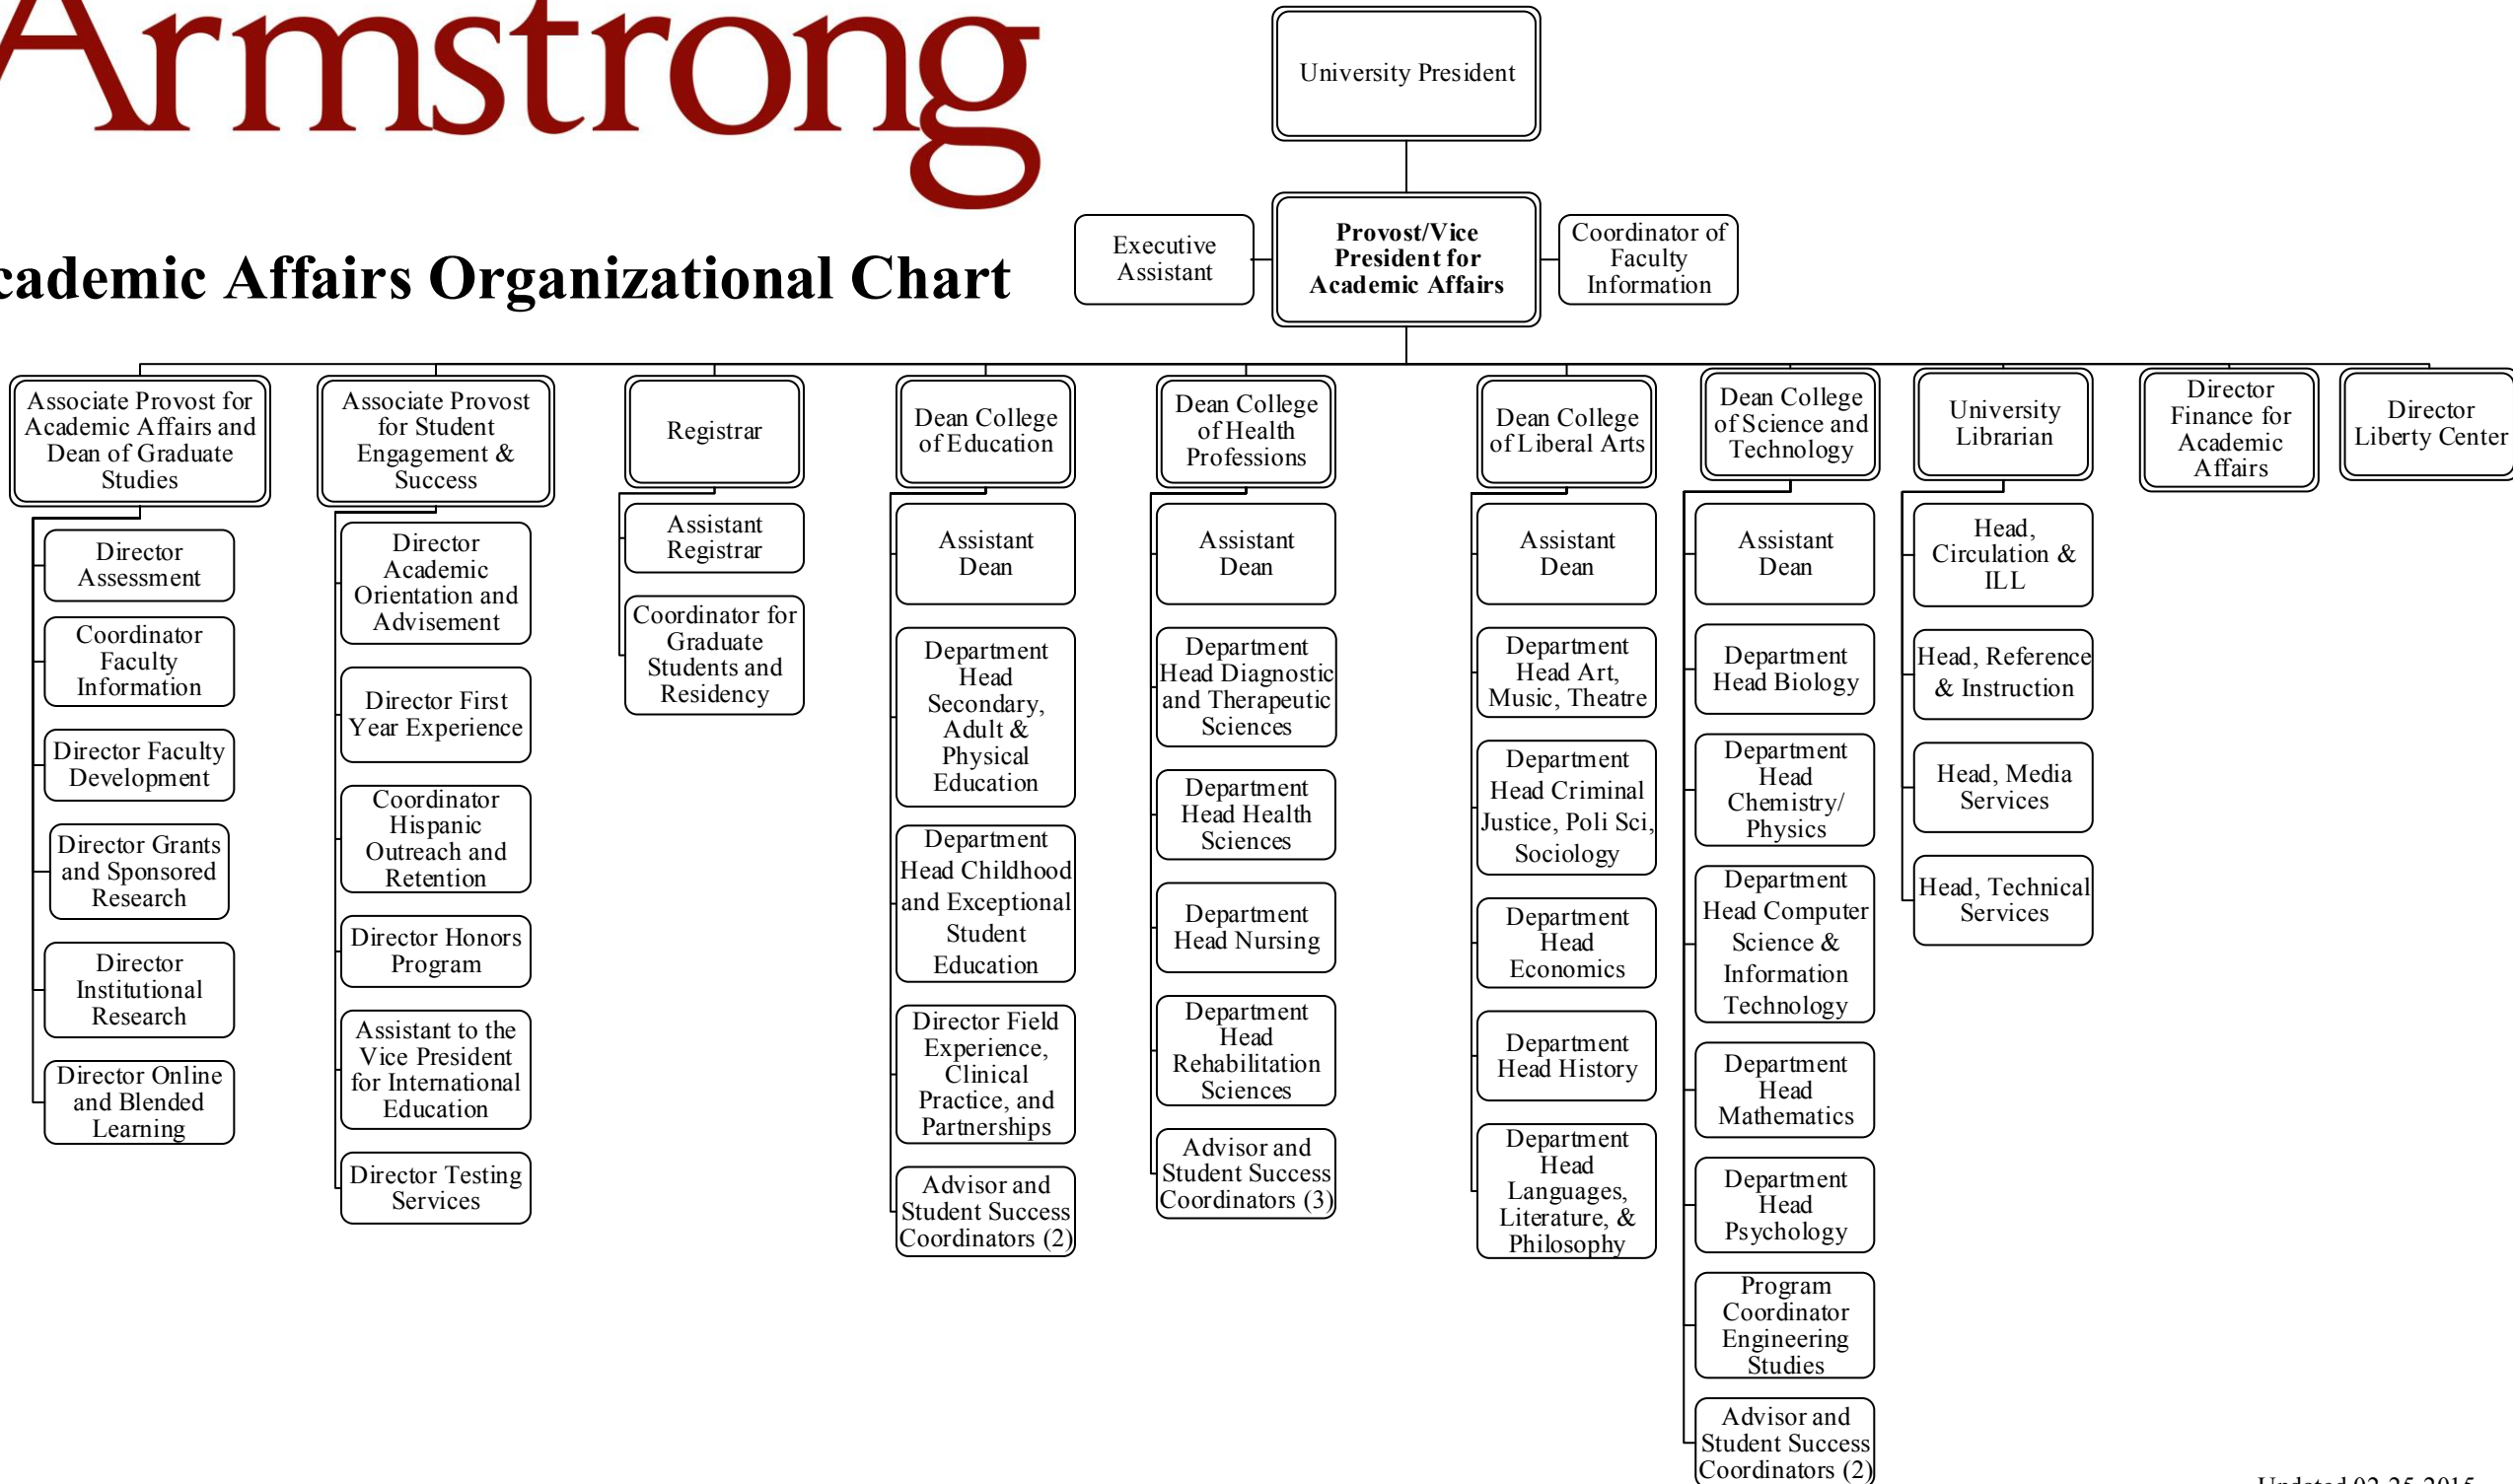 Armstrong
University President
Executive
Assistant
Provost/Vice
President for
Academic Affairs
Coordinator of
Faculty
Information
cademic Affairs Organizational Chart
Associate Provost for
Academic Affairs and
Dean of Graduate
Studies
Director
Assessment
Coordinator
Faculty
Information
Director Faculty
Development
Director Grants
and Sponsored
Research
Director
Institutional
Research
Director Online
and Blended
Learning
Associate Provost
for Student
Engagement &
Success
Director
Academic
Orientation and
Advisement
Director First
Year Experience
Coordinator
Hispanic
Outreach and
Retention
Director Honors
Program
Assistant to the
Vice President
for International
Education
Director Testing
Services
Registrar
Assistant
Registrar
Coordinator for
Graduate
Students and
Residency
Dean College
of Education
Assistant
Dean
Department
Head
Secondary,
Adult &
Physical
Education
Department
Head Childhood
and Exceptional
Student
Education
Director Field
Experience,
Clinical
Practice, and
Partnerships
Advisor and
Student Success
Coordinators (2)
Dean College
of Health
Professions
Assistant
Dean
Department
Head Diagnostic
and Therapeutic
Sciences
Department
Head Health
Sciences
Department
Head Nursing
Department
Head
Rehabilitation
Sciences
Advisor and
Student Success
Coordinators (3)
Dean College
of Liberal Arts
Assistant
Dean
Department
Head Art,
Music, Theatre
Department
Head Criminal
Justice, Poli Sci,
Sociology
Department
Head
Economics
Department
Head History
Department
Head
Languages,
Literature, &
Philosophy
Dean College
of Science and
Technology
Assistant
Dean
Department
Head Biology
Department
Head
Chemistry/
Physics
Department
Head Computer
Science &
Information
Technology
Department
Head
Mathematics
Department
Head
Psychology
Program
Coordinator
Engineering
Studies
Advisor and
Student Success
Coordinators (2)
University
Librarian
Head,
Circulation &
ILL
Head, Reference
& Instruction
Head, Media
Services
Head, Technical
Services
Director
Finance for
Academic
Affairs
Director
Liberty Center
Updated 02-25-2015